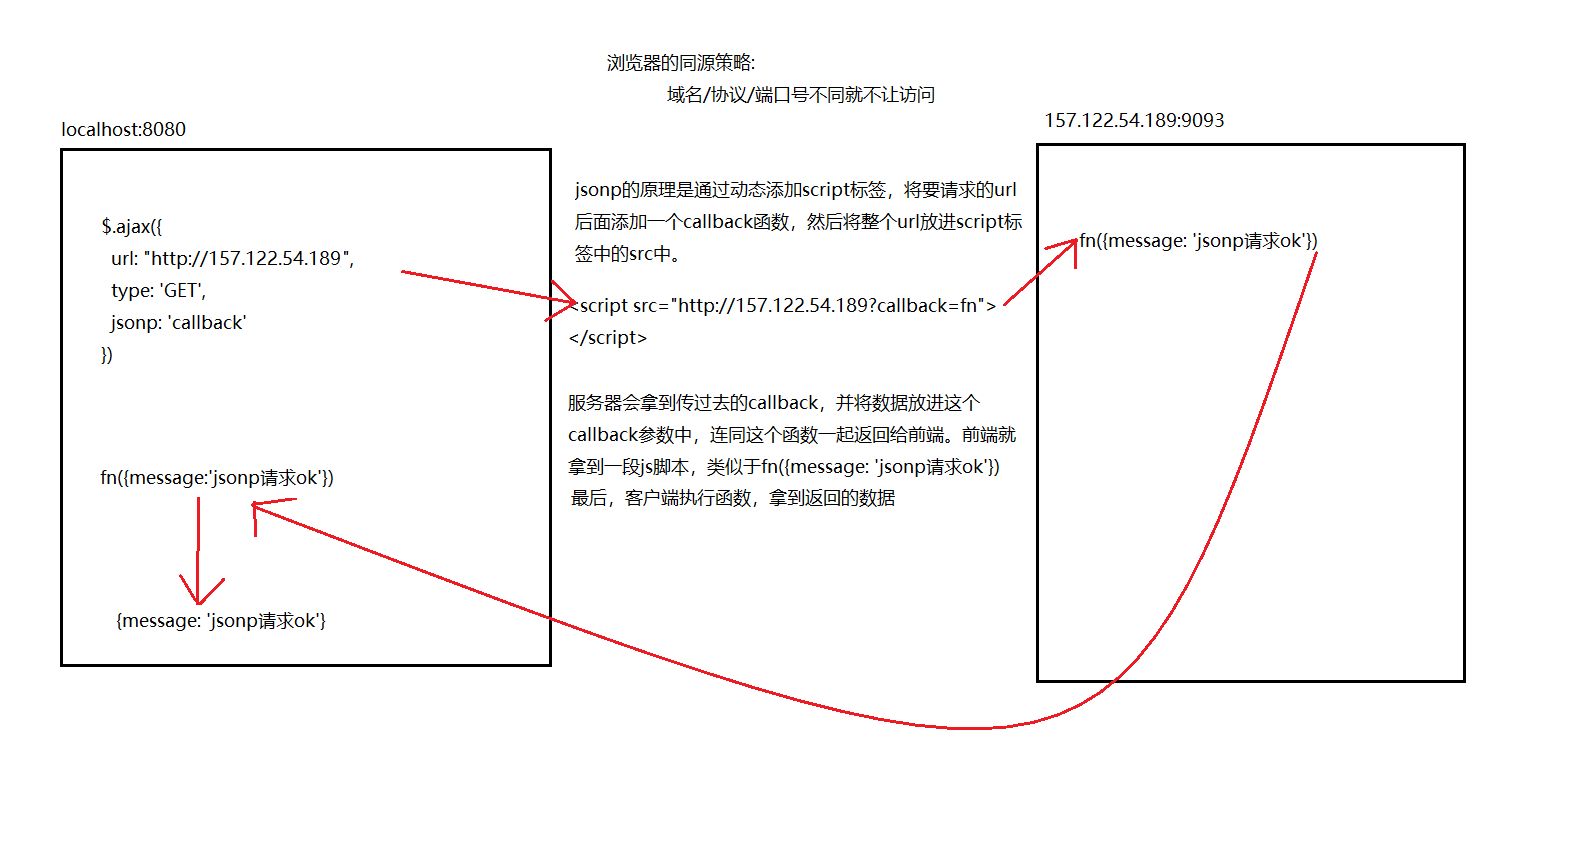 浏览器的同源策略:
域名/协议/端口号不同就不让访问
localhost:8080
157.122.54.189:9093
$.ajax({
url: "http://157.122.54.189",
type: 'GET',
jsonp: 'callback'
})
fn({message:'jsonp请求ok'})
{message: 'jsonp请求ok'}
jsonp的原理是通过动态添加script标签，将要请求的url
后面添加一个callback函数，然后将整个url放进script标
签中的src中。
<script src="http://157.122.54.189?callback=fn">
</script>
服务器会拿到传过去的callback，并将数据放进这个
callback参数中，连同这个函数一起返回给前端。前端就
拿到一段js脚本，类似于fn({message: 'jsonp请求ok'})
最后，客户端执行函数，拿到返回的数据
fn({message: 'jsonp请求ok'})